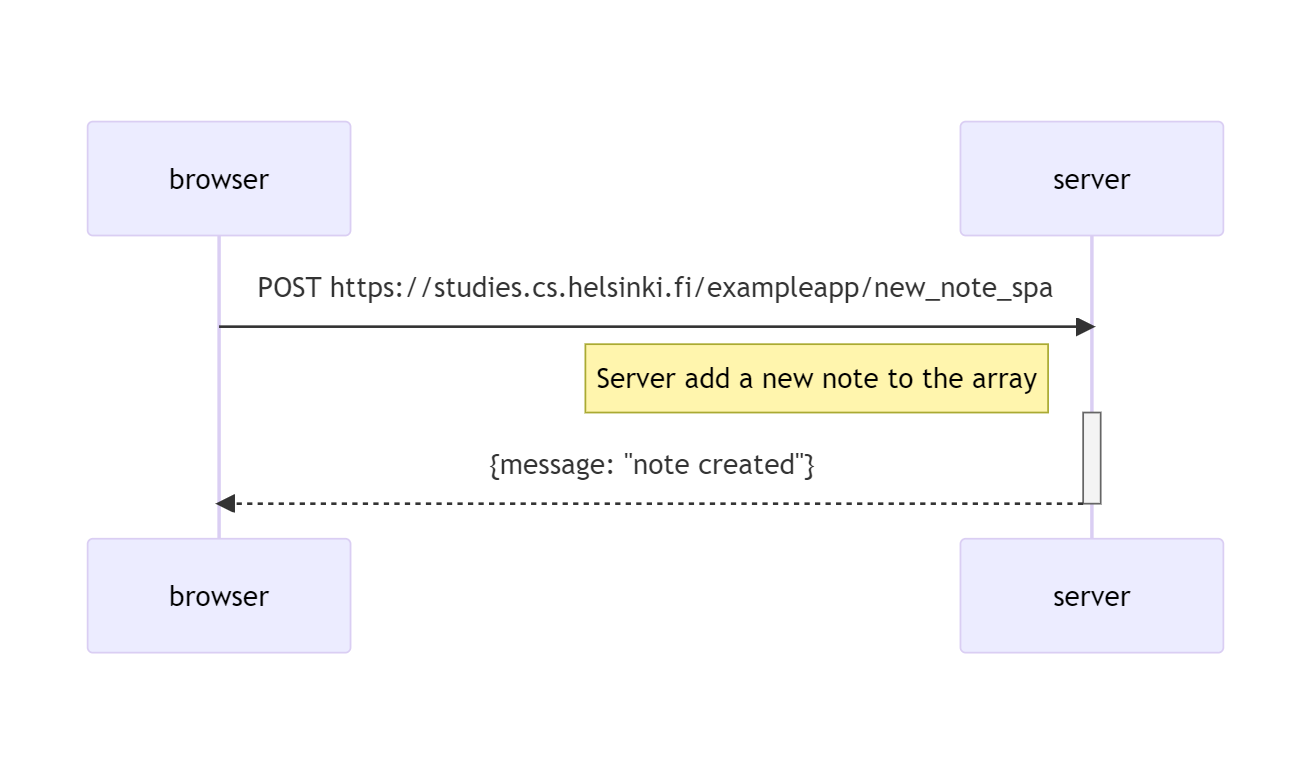 browser
server
POST https://studies.cs.helsinki.fi/exampleapp/new_note_spa
Server add a new note to the array
{message: "note created"}
browser
server